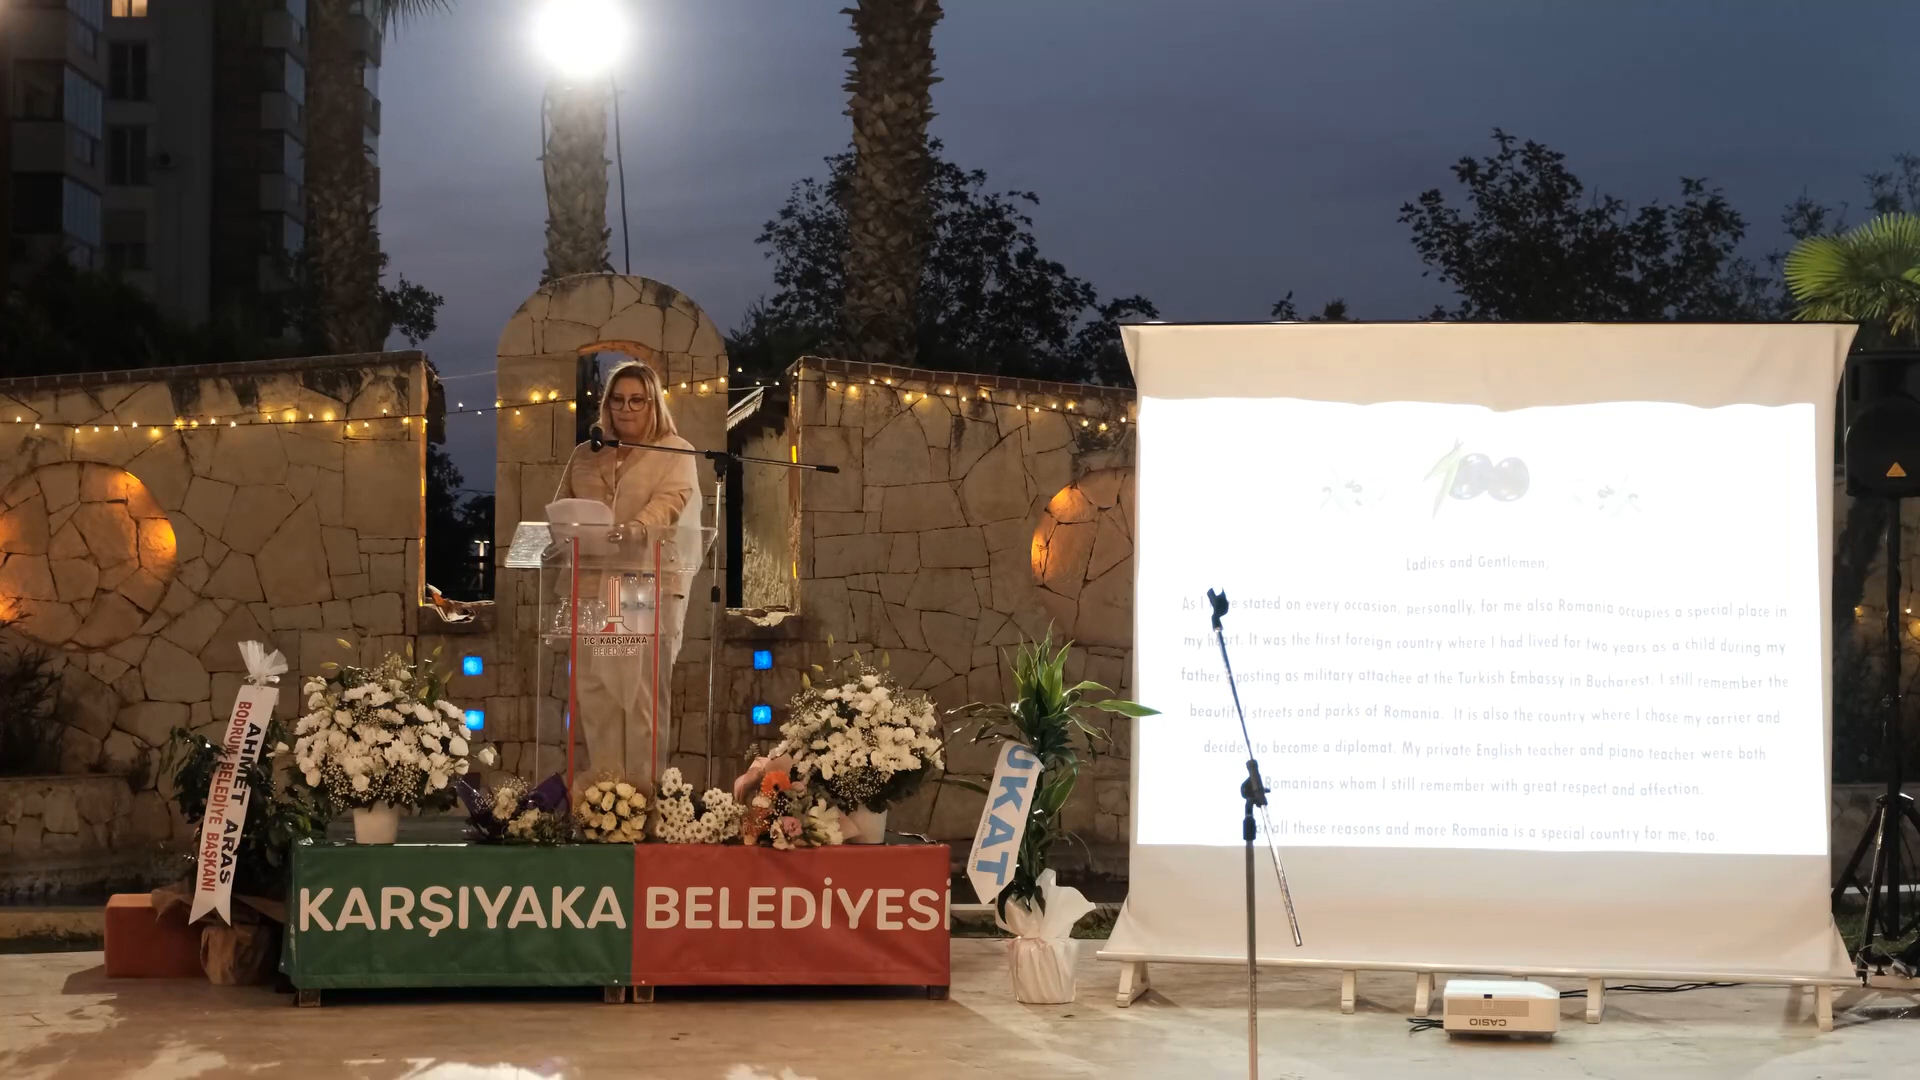 Ladies and Gentlemen,
As I stated on every occasion, personally, for me also Romania occupies a special place in
my heart. It was the first foreign country where I had lived for two years as a child during my
father posting as military attachee at the Turkish Embassy in Bucharest. I still remember the
beautiful streets and parks of Romania. It is also the country where I chose my carrier and
decided to become a diplomat. My private English teacher and piano teacher were both
Romanians whom I still remember with great respect and affection.
all these reasons and more Romania is a special country for me, too.
T.C. KARŞIYAKA
BELEDİYESİ
AHMET ARAS
BODRUM BELEDİYE BAŞKANI
UKAT
KARŞIYAKA BELEDİYESİ
CASIO